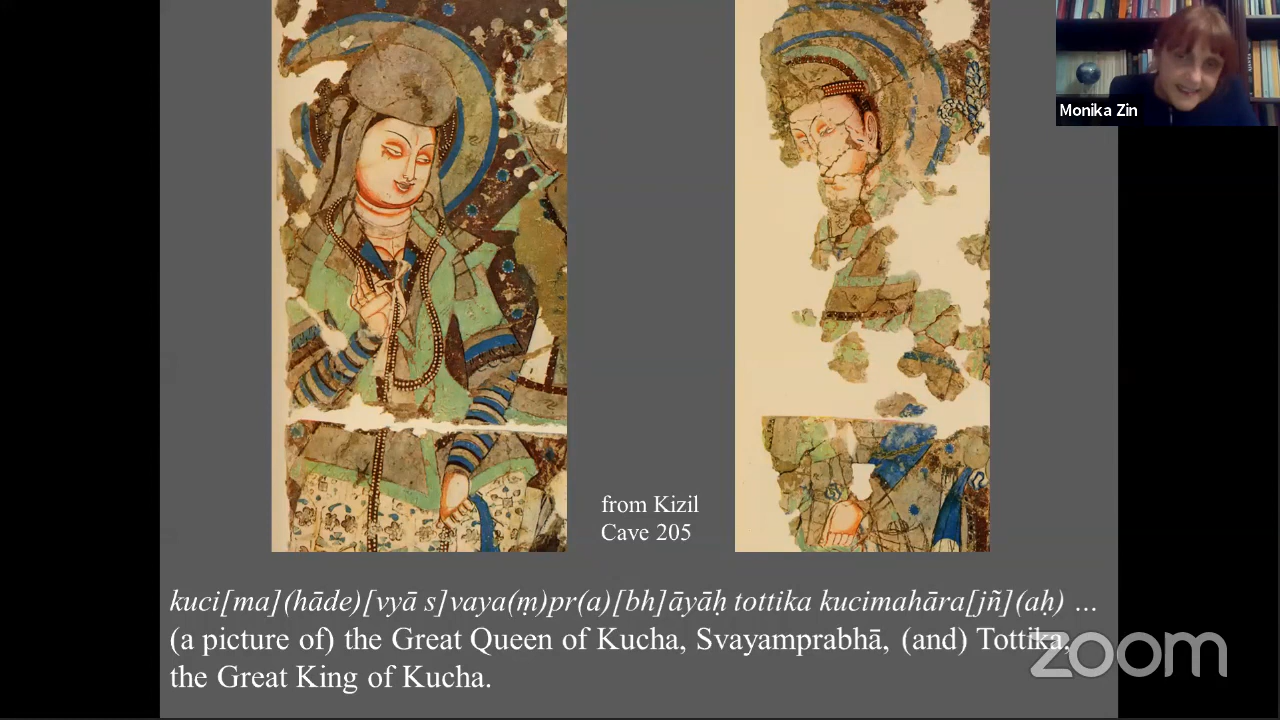 Monika Zin
from Kizil
Cave 205
kuci[ma](hāde)[vyā s]vaya(ṃ)pr(a)[bh]āyāḥ tottika kucimahāra[jñ](aḥ) ...
(a picture of) the Great Queen of Kucha, Svayamprabhā, (and) Tottika,
the Great King of Kucha.
zoom